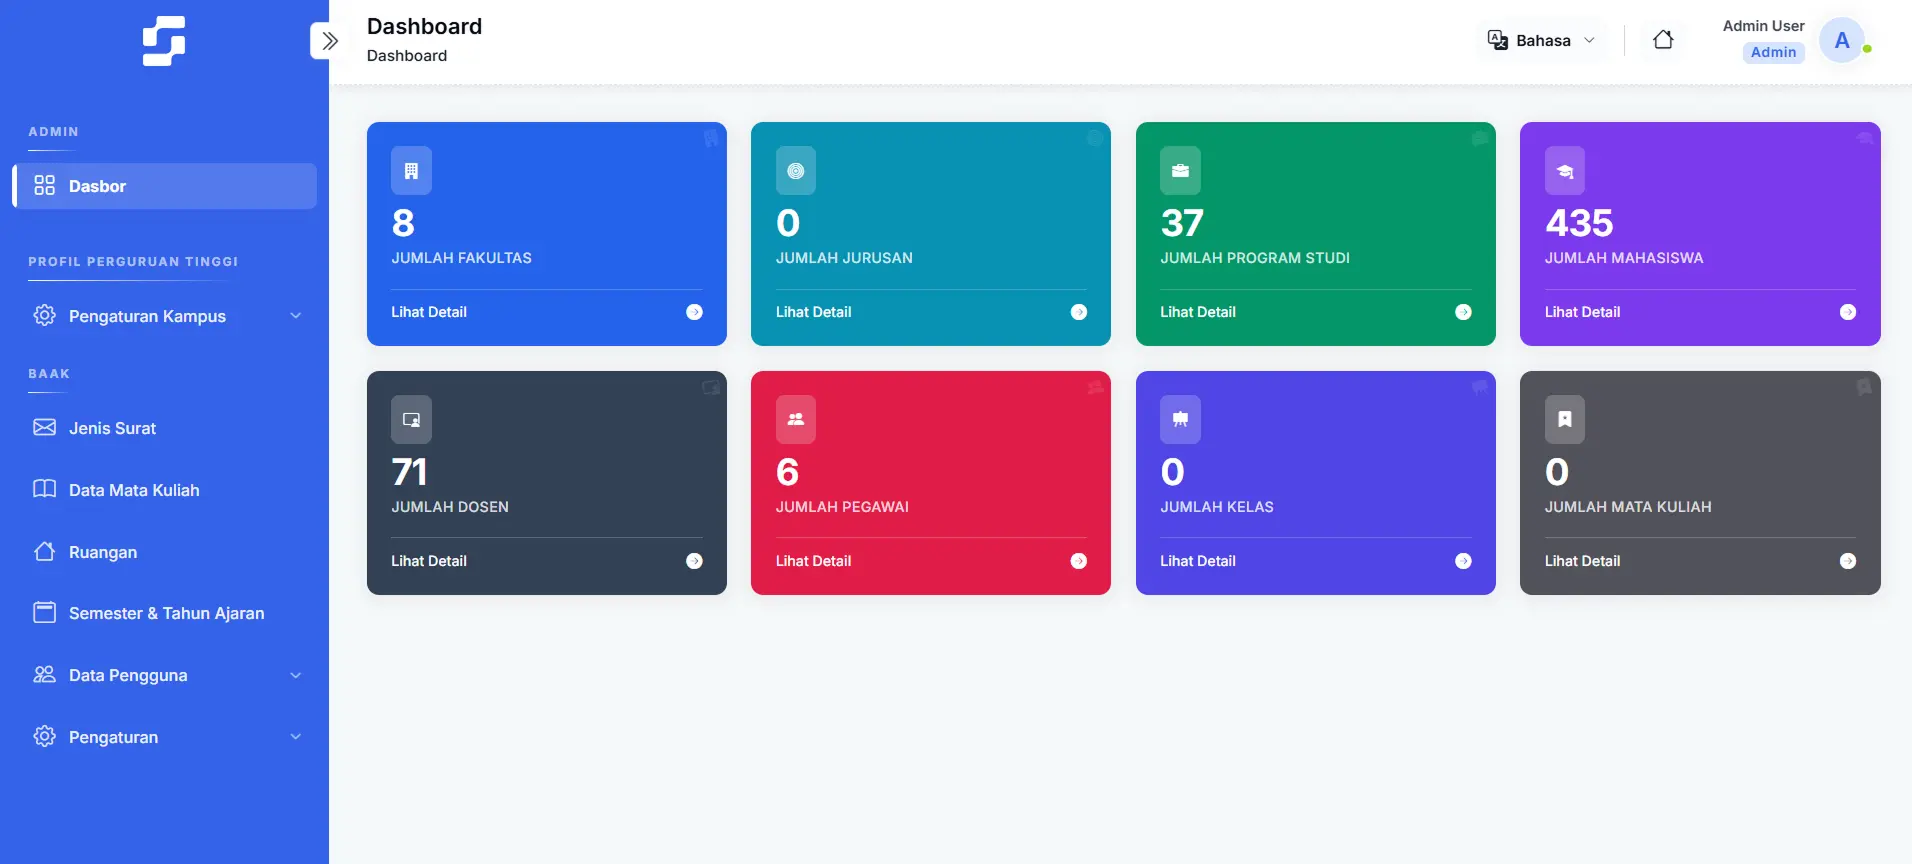 Dashboard
Dashboard
Bahasa
Admin User
Admin
A
ADMIN
Dasbor
PROFIL PERGURUAN TINGGI
Pengaturan Kampus
BAAK
Jenis Surat
Data Mata Kuliah
Ruangan
Semester & Tahun Ajaran
Data Pengguna
Pengaturan
8
JUMLAH FAKULTAS
Lihat Detail
0
JUMLAH JURUSAN
Lihat Detail
37
JUMLAH PROGRAM STUDI
Lihat Detail
435
JUMLAH MAHASISWA
Lihat Detail
71
JUMLAH DOSEN
Lihat Detail
6
JUMLAH PEGAWAI
Lihat Detail
0
JUMLAH KELAS
Lihat Detail
0
JUMLAH MATA KULIAH
Lihat Detail